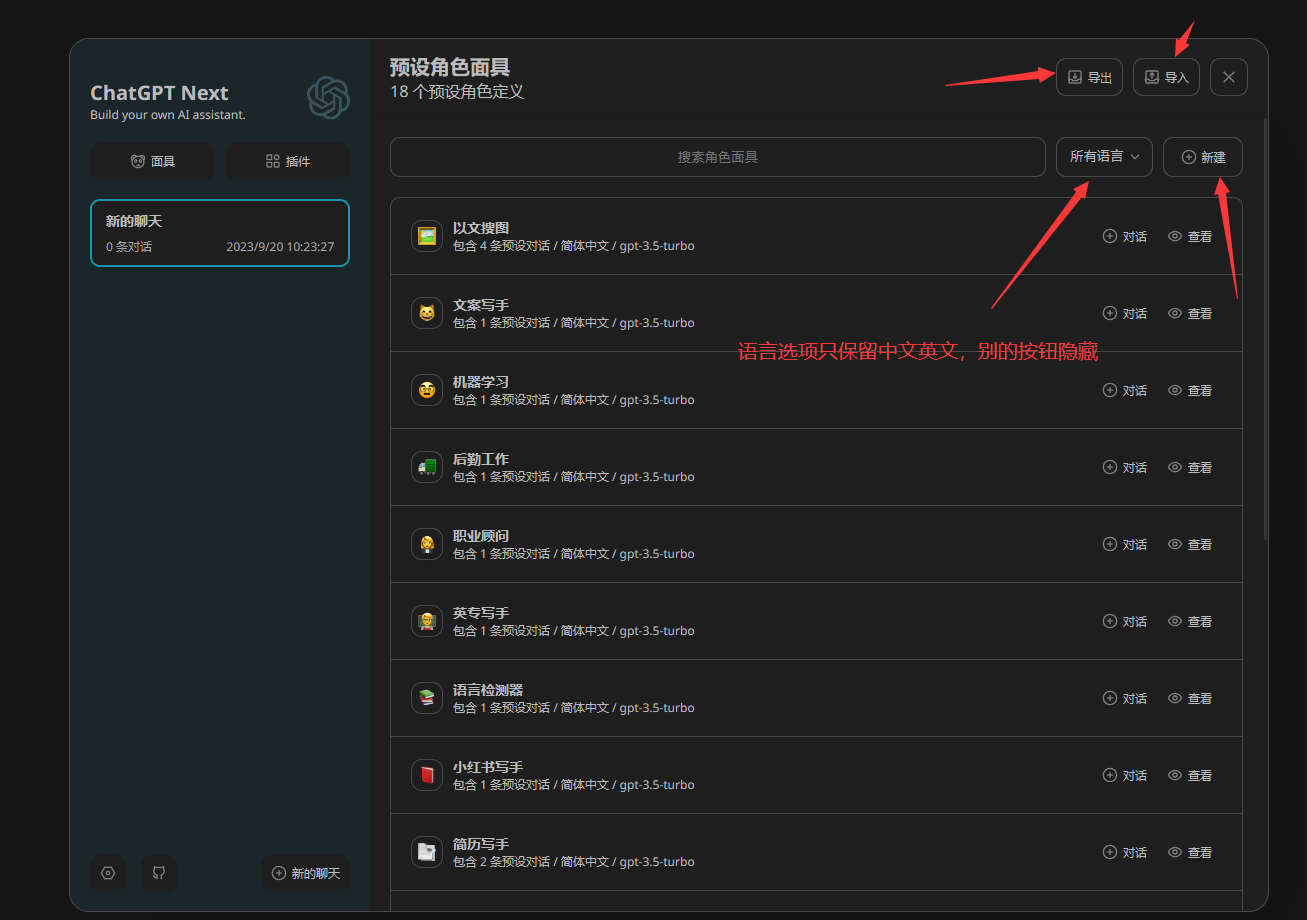 ChatGPT Next
Build your own AI assistant.
面具
插件
新的聊天
0 条对话
2023/9/20 10:23:27
新的聊天
预设角色面具
18 个预设角色定义
导出
导入
搜索角色面具
所有语言
新建
以文搜图
包含 4 条预设对话 / 简体中文 / gpt-3.5-turbo
对话
查看
文案写手
包含 1 条预设对话 / 简体中文 / gpt-3.5-turbo
对话
查看
语言选项只保留中文英文，别的按钮隐藏
机器学习
包含 1 条预设对话 / 简体中文 / gpt-3.5-turbo
对话
查看
后勤工作
包含 1 条预设对话 / 简体中文 / gpt-3.5-turbo
对话
查看
职业顾问
包含 1 条预设对话 / 简体中文 / gpt-3.5-turbo
对话
查看
英专写手
包含 1 条预设对话 / 简体中文 / gpt-3.5-turbo
对话
查看
语言检测器
包含 1 条预设对话 / 简体中文 / gpt-3.5-turbo
对话
查看
小红书写手
包含 1 条预设对话 / 简体中文 / gpt-3.5-turbo
对话
查看
简历写手
包含 2 条预设对话 / 简体中文 / gpt-3.5-turbo
对话
查看